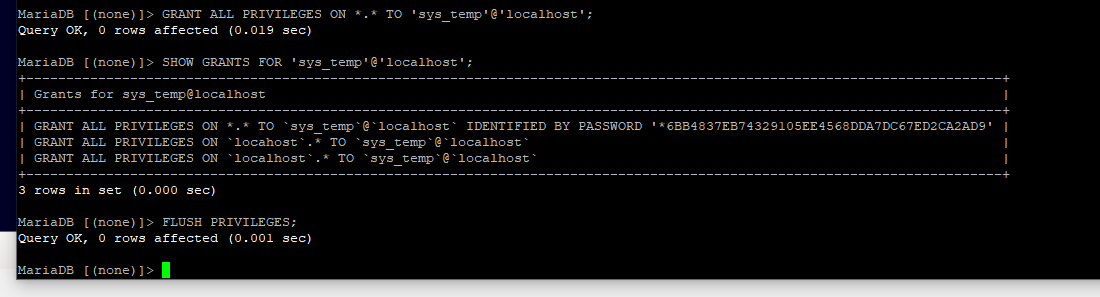 MariaDB [(none)]> GRANT ALL PRIVILEGES ON *.* TO 'sys_temp'@'localhost';
Query OK, 0 rows affected (0.019 sec)
MariaDB [(none)]> SHOW GRANTS FOR 'sys_temp'@'localhost';
+--------------------------------------------------------------------------------------------------------------------------+
| Grants for sys_temp@localhost |
+--------------------------------------------------------------------------------------------------------------------------+
| GRANT ALL PRIVILEGES ON *.* TO `sys_temp`@`localhost` IDENTIFIED BY PASSWORD '*6BB4837EB74329105EE4568DDA7DC67ED2CA2AD9' |
| GRANT ALL PRIVILEGES ON `locahost`.* TO `sys_temp`@`localhost` |
| GRANT ALL PRIVILEGES ON `localhost`.* TO `sys_temp`@`localhost` |
+--------------------------------------------------------------------------------------------------------------------------+
3 rows in set (0.000 sec)
MariaDB [(none)]> FLUSH PRIVILEGES;
Query OK, 0 rows affected (0.001 sec)
MariaDB [(none)]>